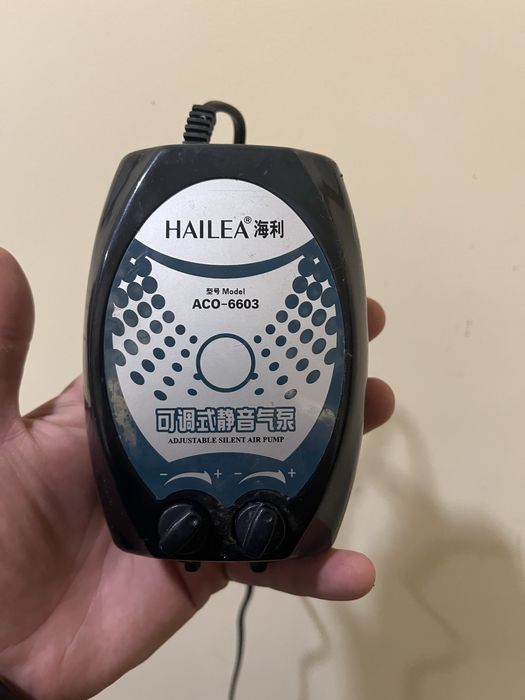 HAILEA® 海利
型号 Model
ACO-6603
可调式静音气泵
ADJUSTABLE SILENT AIR PUMP
- + - +